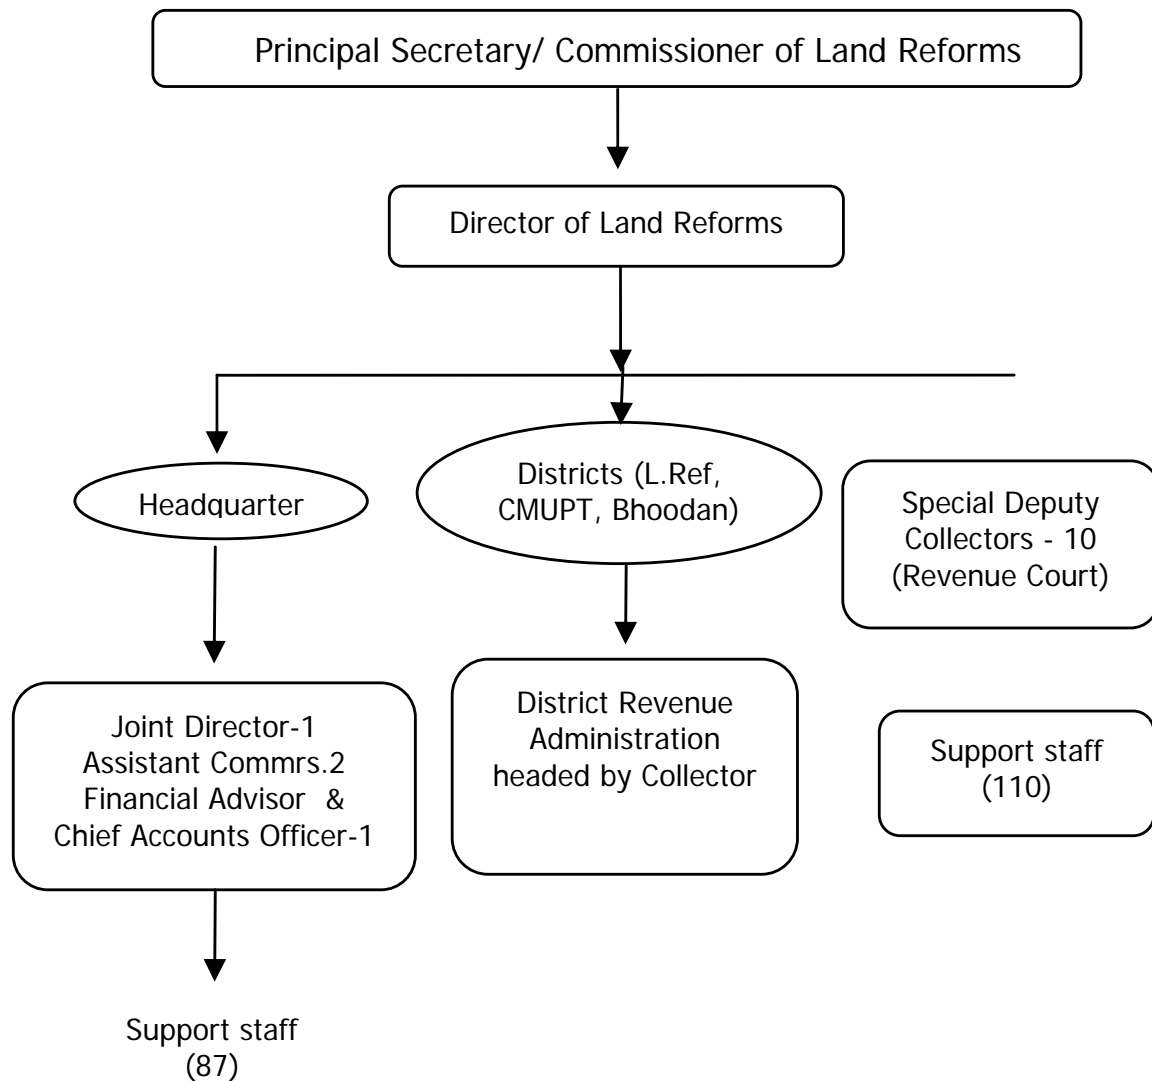 Principal Secretary/ Commissioner of Land Reforms
Director of Land Reforms
Headquarter
Districts (L.Ref,
CMUPT, Bhoodan)
Special Deputy
Collectors - 10
(Revenue Court)
Joint Director-1
Assistant Commrs.2
Financial Advisor &
Chief Accounts Officer-1
District Revenue
Administration
headed by Collector
Support staff
(110)
Support staff
(87)